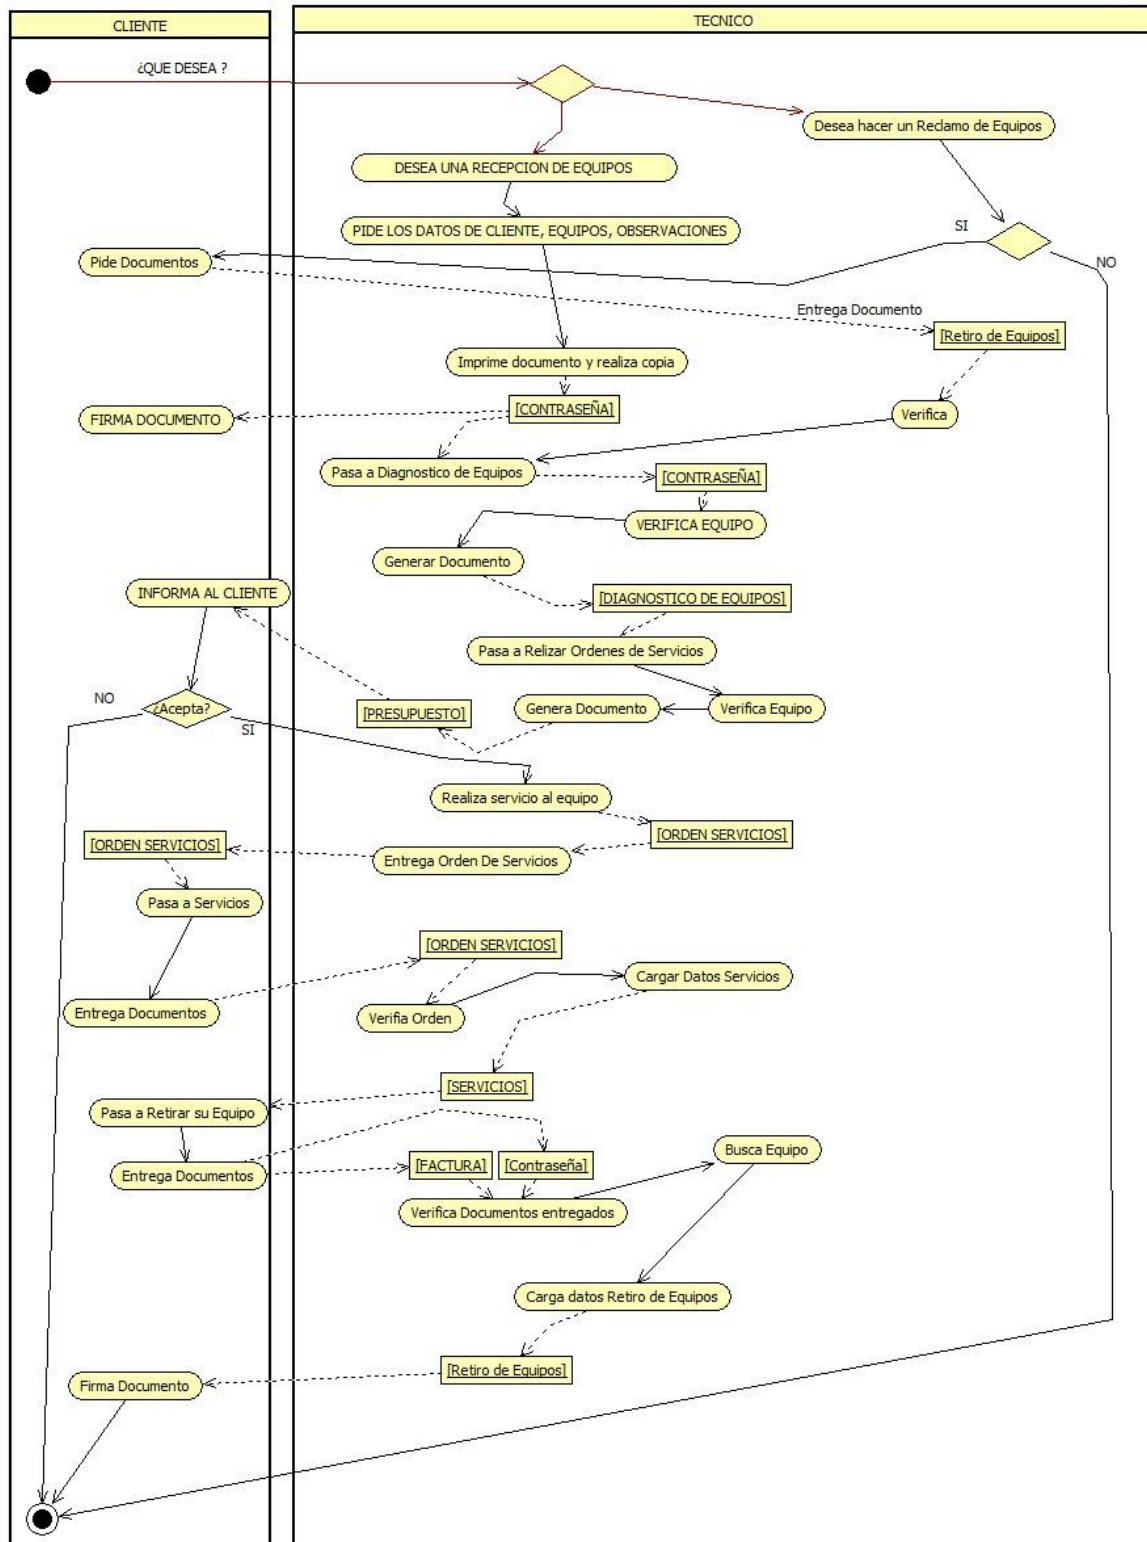 CLIENTE
TECNICO
¿QUE DESEA ?
Desea hacer un Reclamo de Equipos
DESEA UNA RECEPCION DE EQUIPOS
PIDE LOS DATOS DE CLIENTE, EQUIPOS, OBSERVACIONES
SI
NO
Pide Documentos
Entrega Documento
[Retiro de Equipos]
Imprime documento y realiza copia
[CONTRASEÑA]
FIRMA DOCUMENTO
Verifica
Pasa a Diagnostico de Equipos
[CONTRASEÑA]
VERIFICA EQUIPO
Generar Documento
INFORMA AL CLIENTE
[DIAGNOSTICO DE EQUIPOS]
Pasa a Relizar Ordenes de Servicios
NO
¿Acepta?
SI
[PRESUPUESTO]
Genera Documento
Verifica Equipo
Realiza servicio al equipo
[ORDEN SERVICIOS]
[ORDEN SERVICIOS]
Entrega Orden De Servicios
Pasa a Servicios
[ORDEN SERVICIOS]
Cargar Datos Servicios
Entrega Documentos
Verifia Orden
[SERVICIOS]
Pasa a Retirar su Equipo
Busca Equipo
Entrega Documentos
[FACTURA]
[Contraseña]
Verifica Documentos entregados
Carga datos Retiro de Equipos
[Retiro de Equipos]
Firma Documento